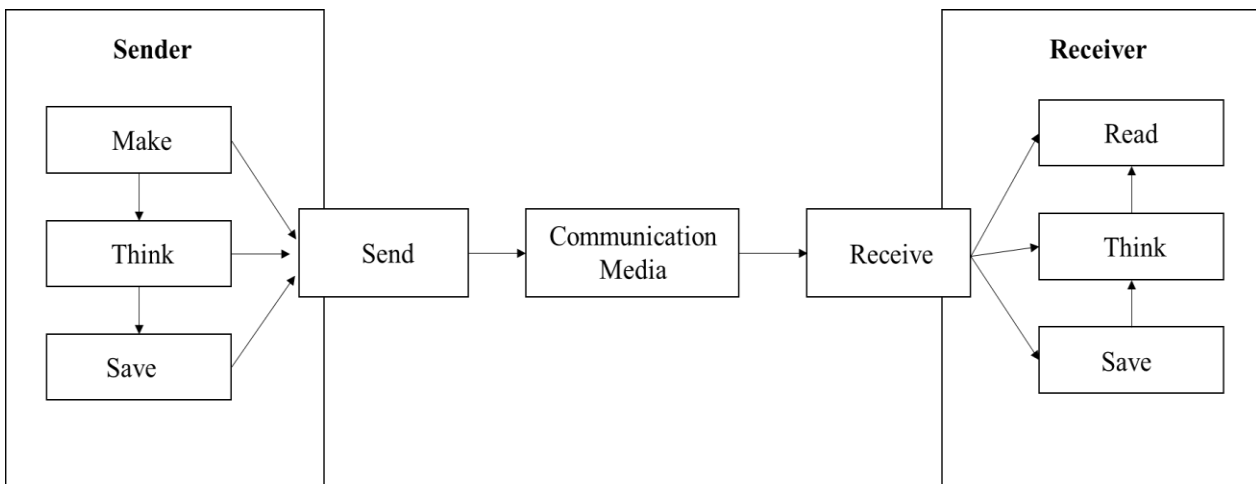 Sender
Receiver
Make
Think
Save
Send
Communication
Media
Receive
Read
Think
Save